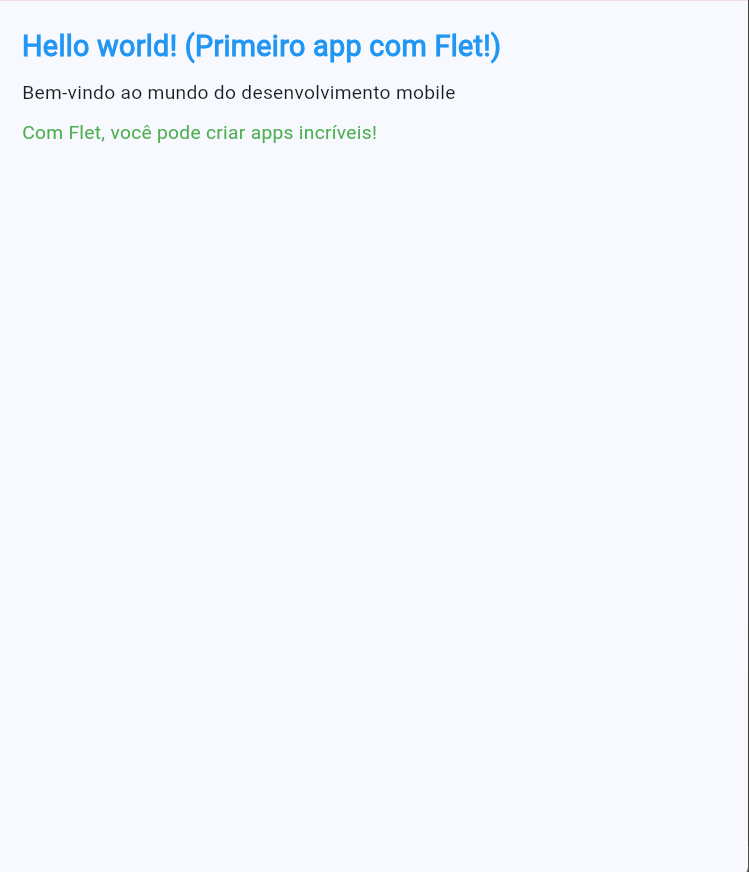 Hello world! (Primeiro app com Flet!)
Bem-vindo ao mundo do desenvolvimento mobile
Com Flet, você pode criar apps incríveis!